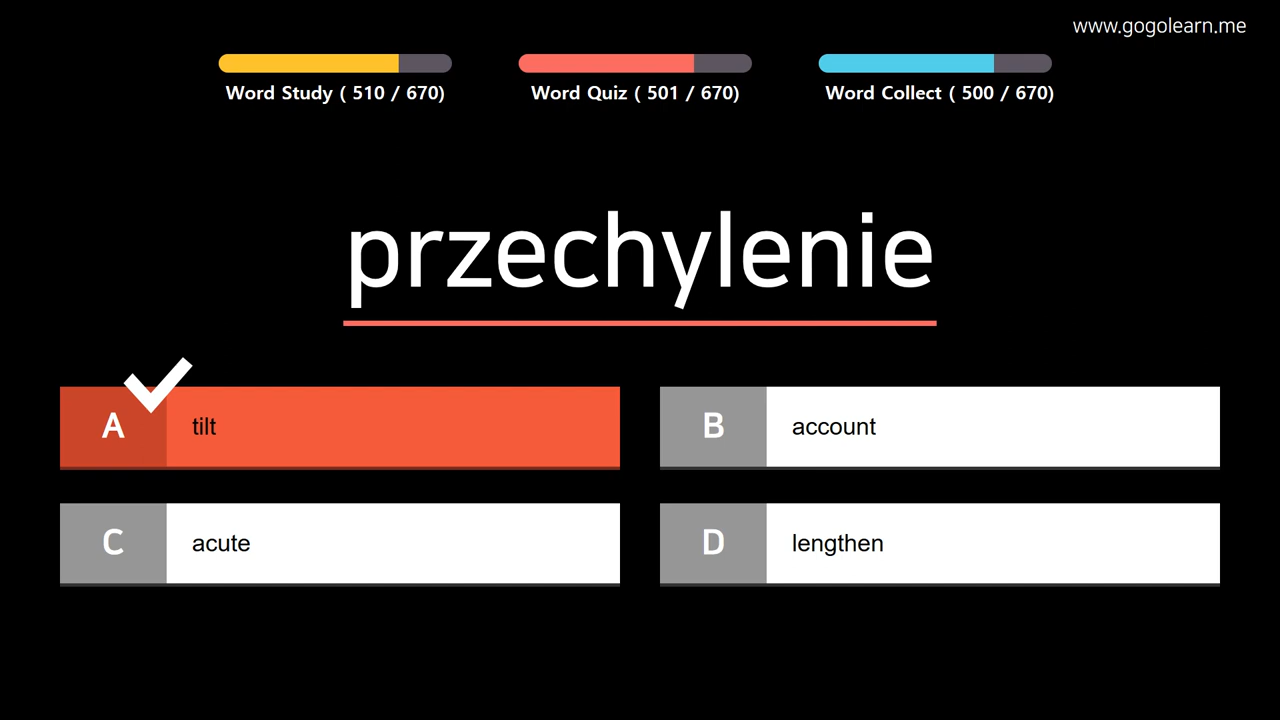 www.gogolearn.me
Word Study ( 510 / 670)
Word Quiz ( 501 / 670)
Word Collect ( 500 / 670)
przechylenie
A tilt
B account
C acute
D lengthen